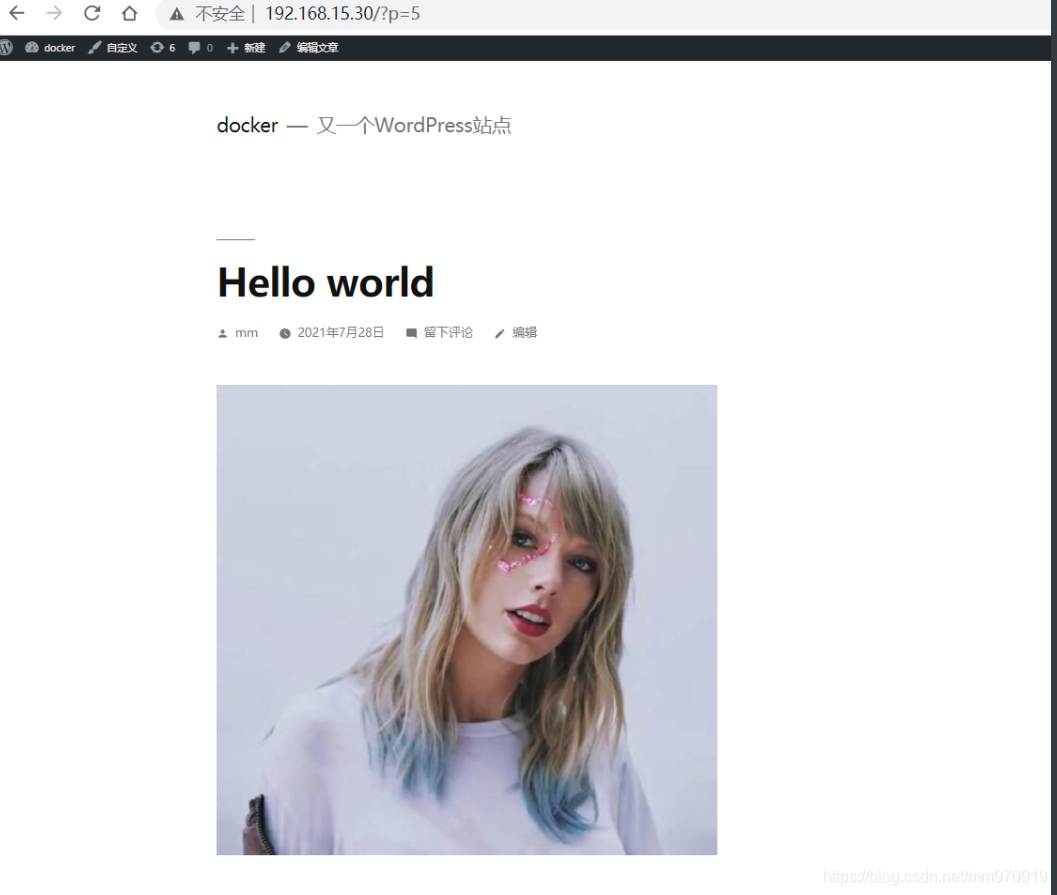 不安全 | 192.168.15.30/?p=5
docker 自定义 6 0 新建 编辑文章
docker — 又一个WordPress站点
Hello world
mm 2021年7月28日 留下评论 编辑
https://blog.csdn.net/mm970919